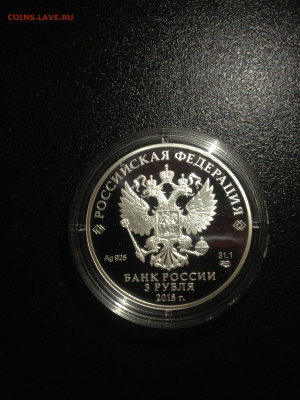 COINS.LAVE.RU
РОССИЙСКАЯ ФЕДЕРАЦИЯ
Ag 925
31,1
БАНК РОССИИ
3 РУБЛЯ
2018 г.